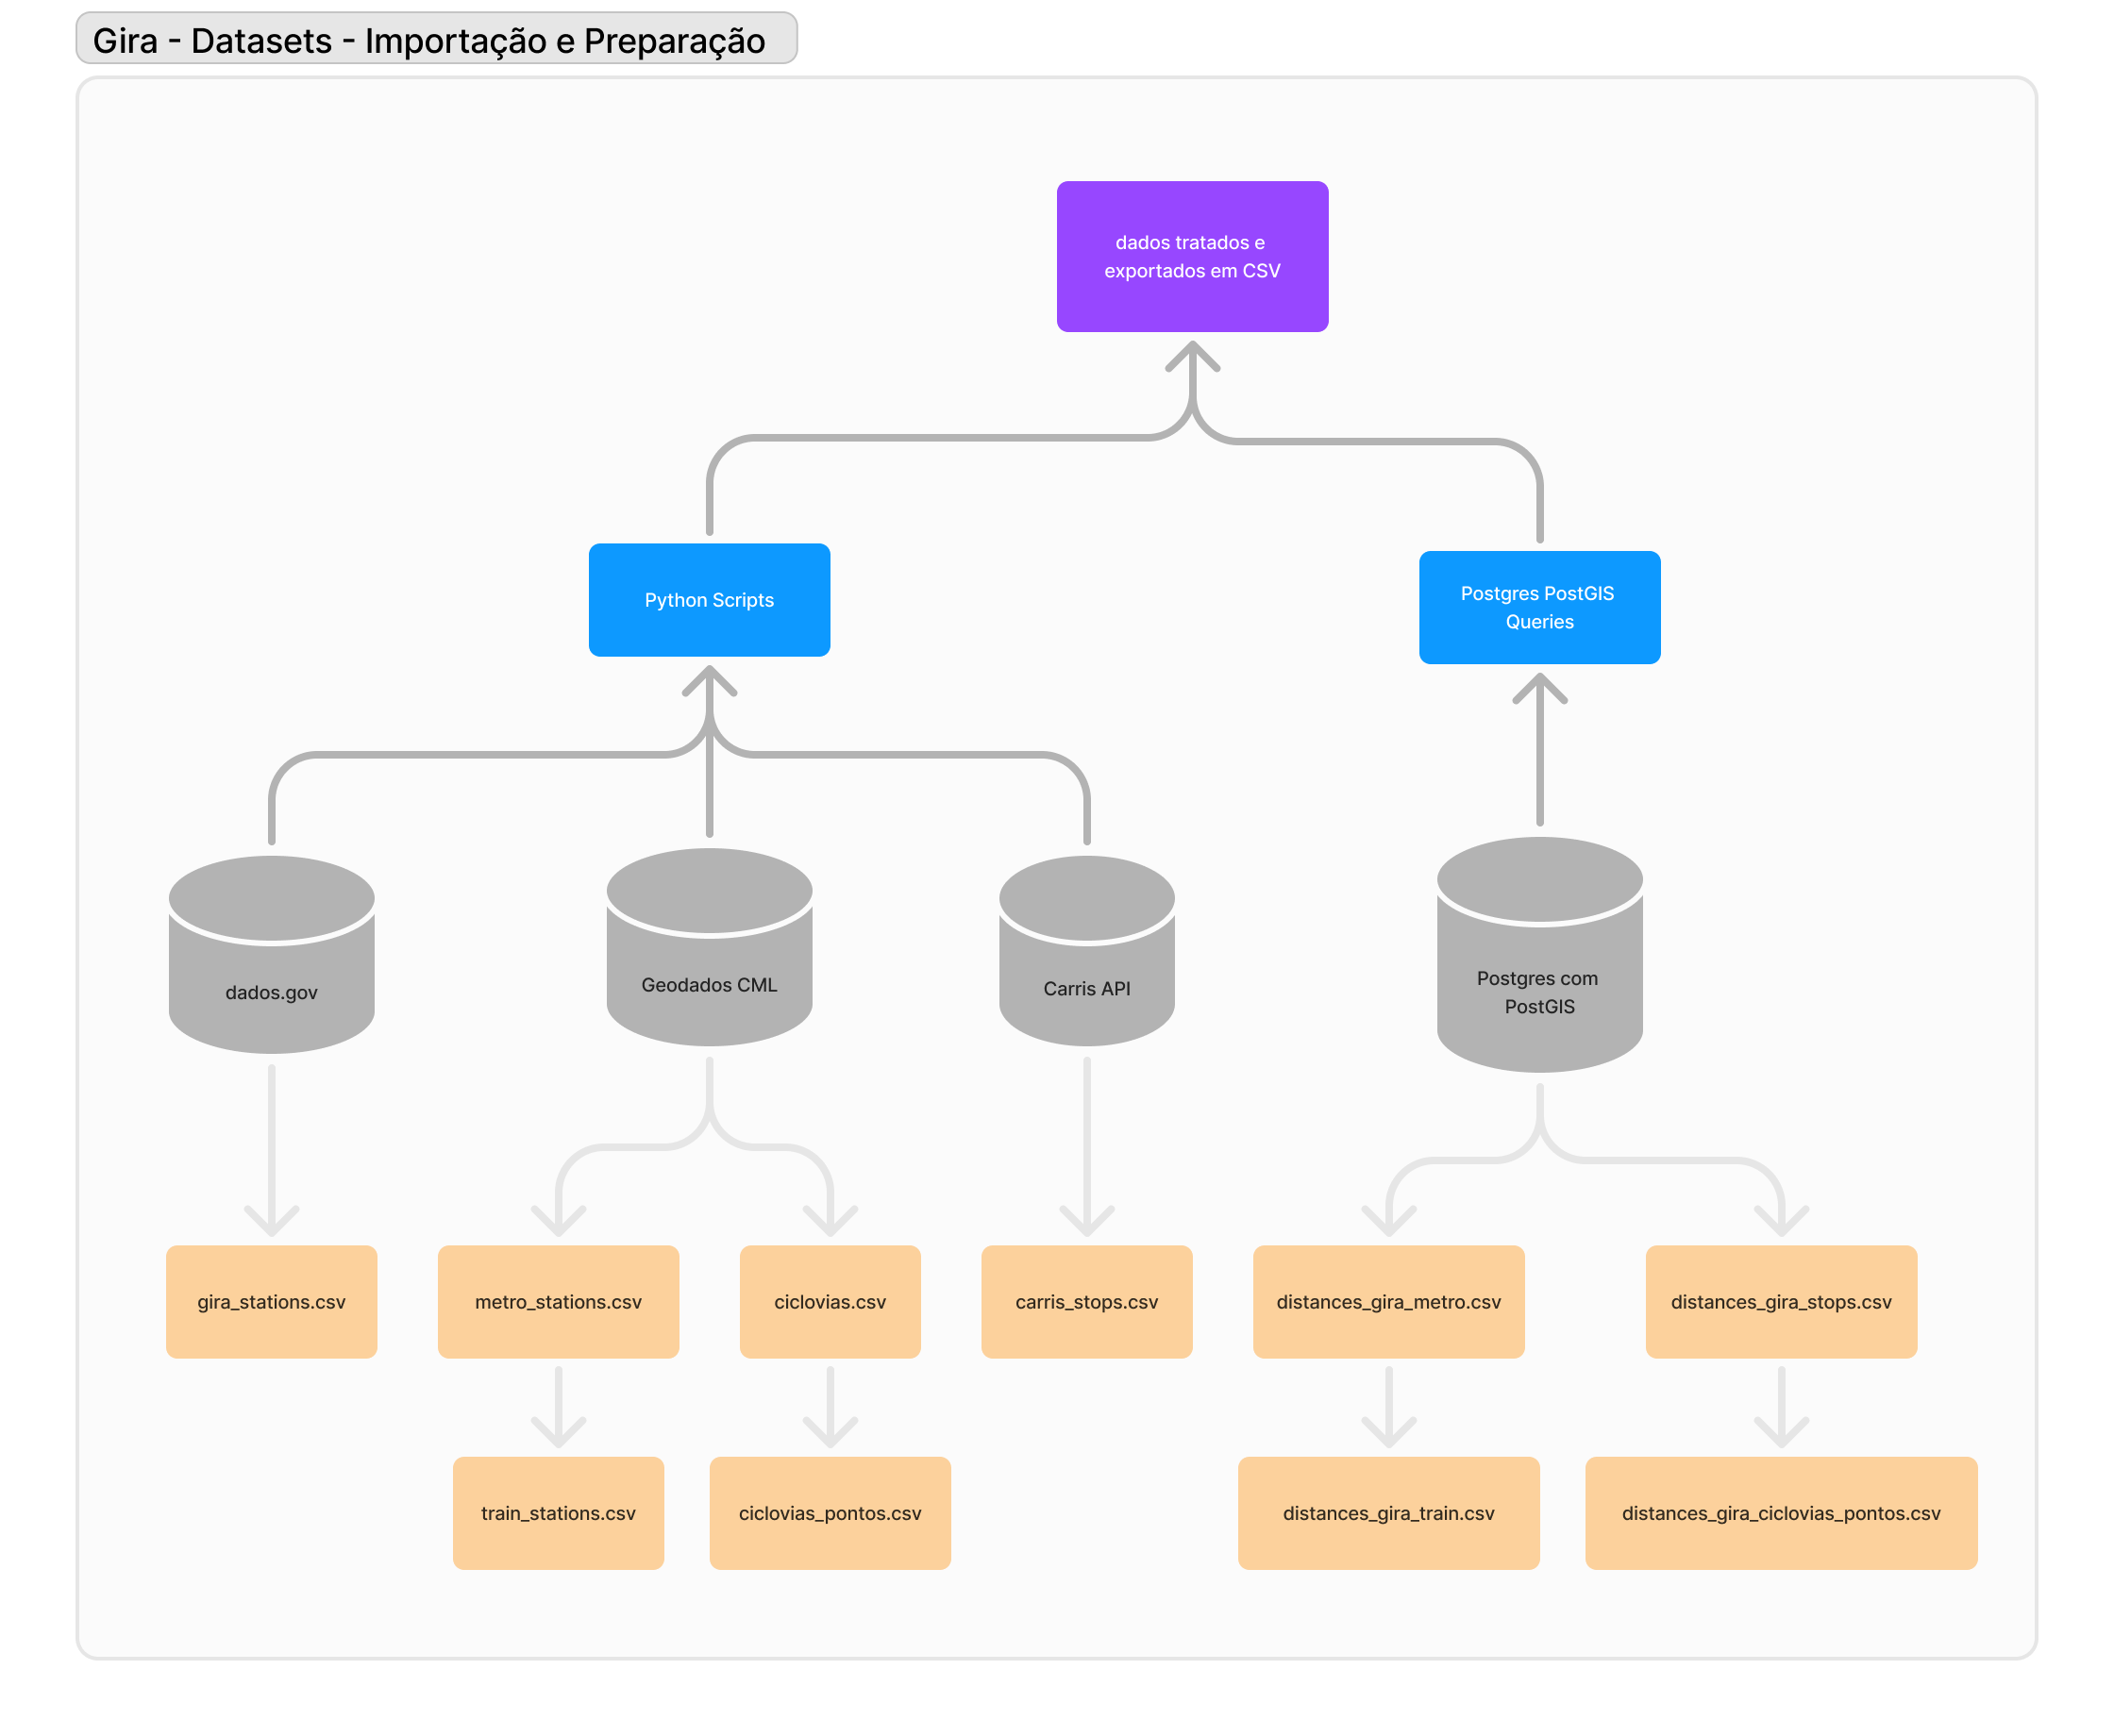 Gira - Datasets - Importação e Preparação
dados tratados e
exportados em CSV
Python Scripts
Postgres PostGIS
Queries
dados.gov
Geodados CML
Carris API
Postgres com
PostGIS
gira_stations.csv
metro_stations.csv
ciclovias.csv
carris_stops.csv
distances_gira_metro.csv
distances_gira_stops.csv
train_stations.csv
ciclovias_pontos.csv
distances_gira_train.csv
distances_gira_ciclovias_pontos.csv